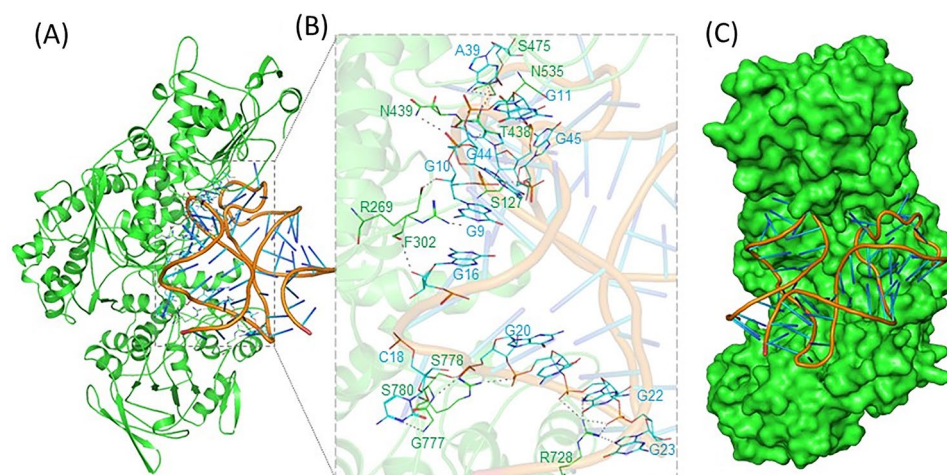 (A)
(B)
(C)
A39
S475
N535
G11
N439
T438
G45
G44
G10
S127
R269
G9
F302
G16
G20
C18
S778
S780
G22
G777
R728
G23